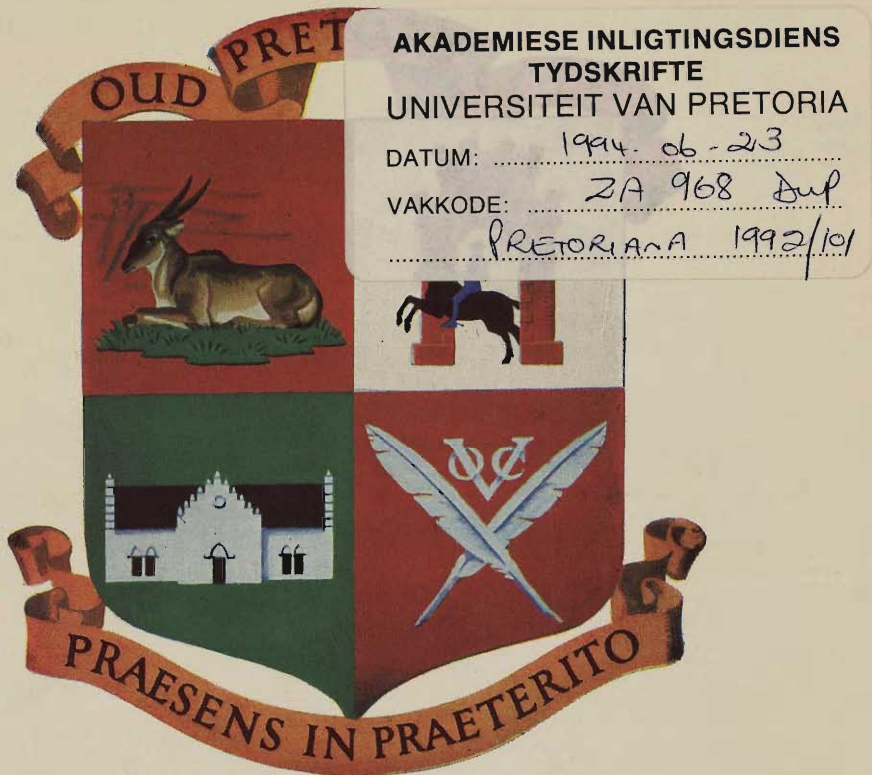 OUD PRET
AKADEMIESE INLIGTINGSDIENS
TYDSKRIFTE
UNIVERSITEIT VAN PRETORIA
DATUM: 1994. 06 - 23
VAKKODE: ZA 968 DuP
PRETORIANA 1992/101
VOC
PRAESENS IN PRAETERITO